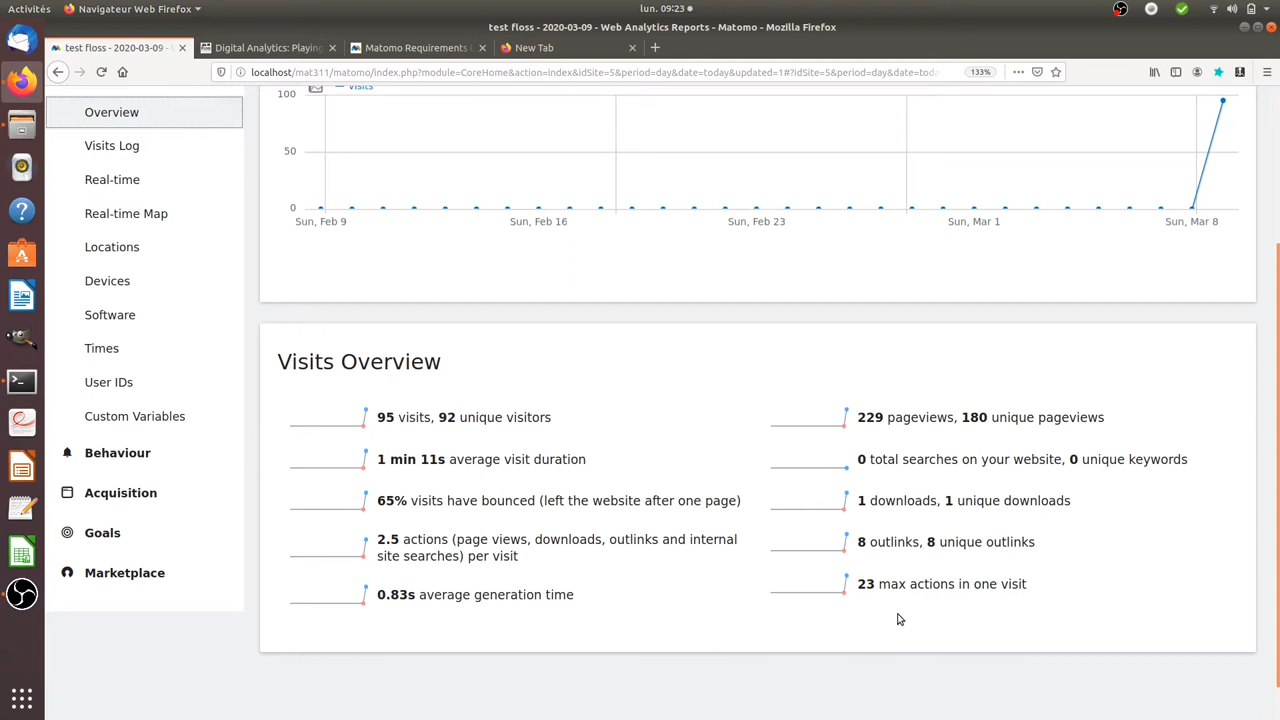 Activités
Navigateur Web Firefox
lun. 09:23
test floss - 2020-03-09 - Web Analytics Reports - Matomo - Mozilla Firefox
test floss - 2020-03-09 -
Digital Analytics: Playing
Matomo Requirements
New Tab
localhost/mat311/matomo/index.php?module=CoreHome&action=index&idSite=5&period=day&date=today&updated=1#?idSite=5&period=day&date=toda
133%
Overview
Visits Log
Real-time
Real-time Map
Locations
Devices
Software
Times
User IDs
Custom Variables
Behaviour
Acquisition
Goals
Marketplace
Visits
100
50
0
Sun, Feb 9
Sun, Feb 16
Sun, Feb 23
Sun, Mar 1
Sun, Mar 8
Visits Overview
95 visits, 92 unique visitors
1 min 11s average visit duration
65% visits have bounced (left the website after one page)
2.5 actions (page views, downloads, outlinks and internal
site searches) per visit
0.83s average generation time
229 pageviews, 180 unique pageviews
0 total searches on your website, 0 unique keywords
1 downloads, 1 unique downloads
8 outlinks, 8 unique outlinks
23 max actions in one visit